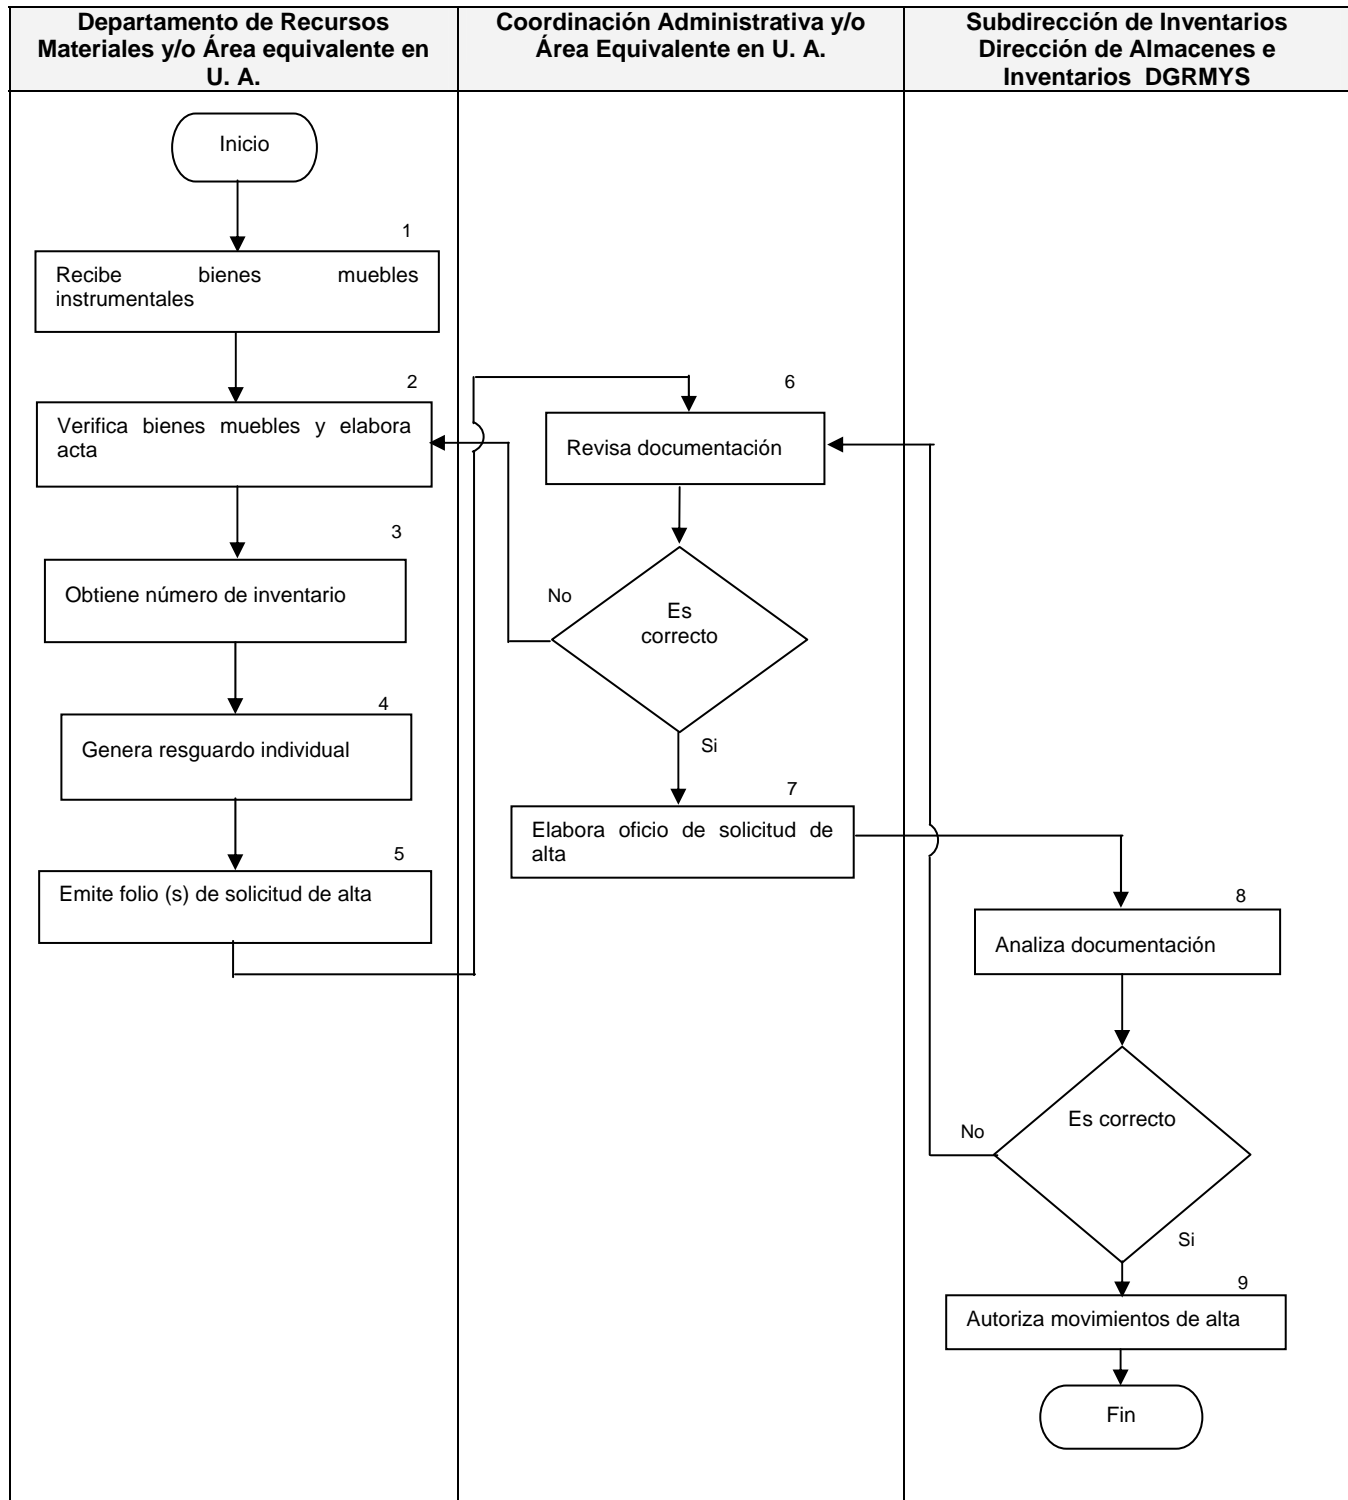 Departamento de Recursos
Materiales y/o Área equivalente en
U. A.
Coordinación Administrativa y/o
Área Equivalente en U. A.
Subdirección de Inventarios
Dirección de Almacenes e
Inventarios DGRMYS
Inicio
1
Recibe bienes muebles
instrumentales
2
Verifica bienes muebles y elabora
acta
3
Obtiene número de inventario
4
Genera resguardo individual
5
Emite folio (s) de solicitud de alta
6
Revisa documentación
Es
correcto
No
Si
7
Elabora oficio de solicitud de
alta
8
Analiza documentación
Es correcto
No
Si
9
Autoriza movimientos de alta
Fin